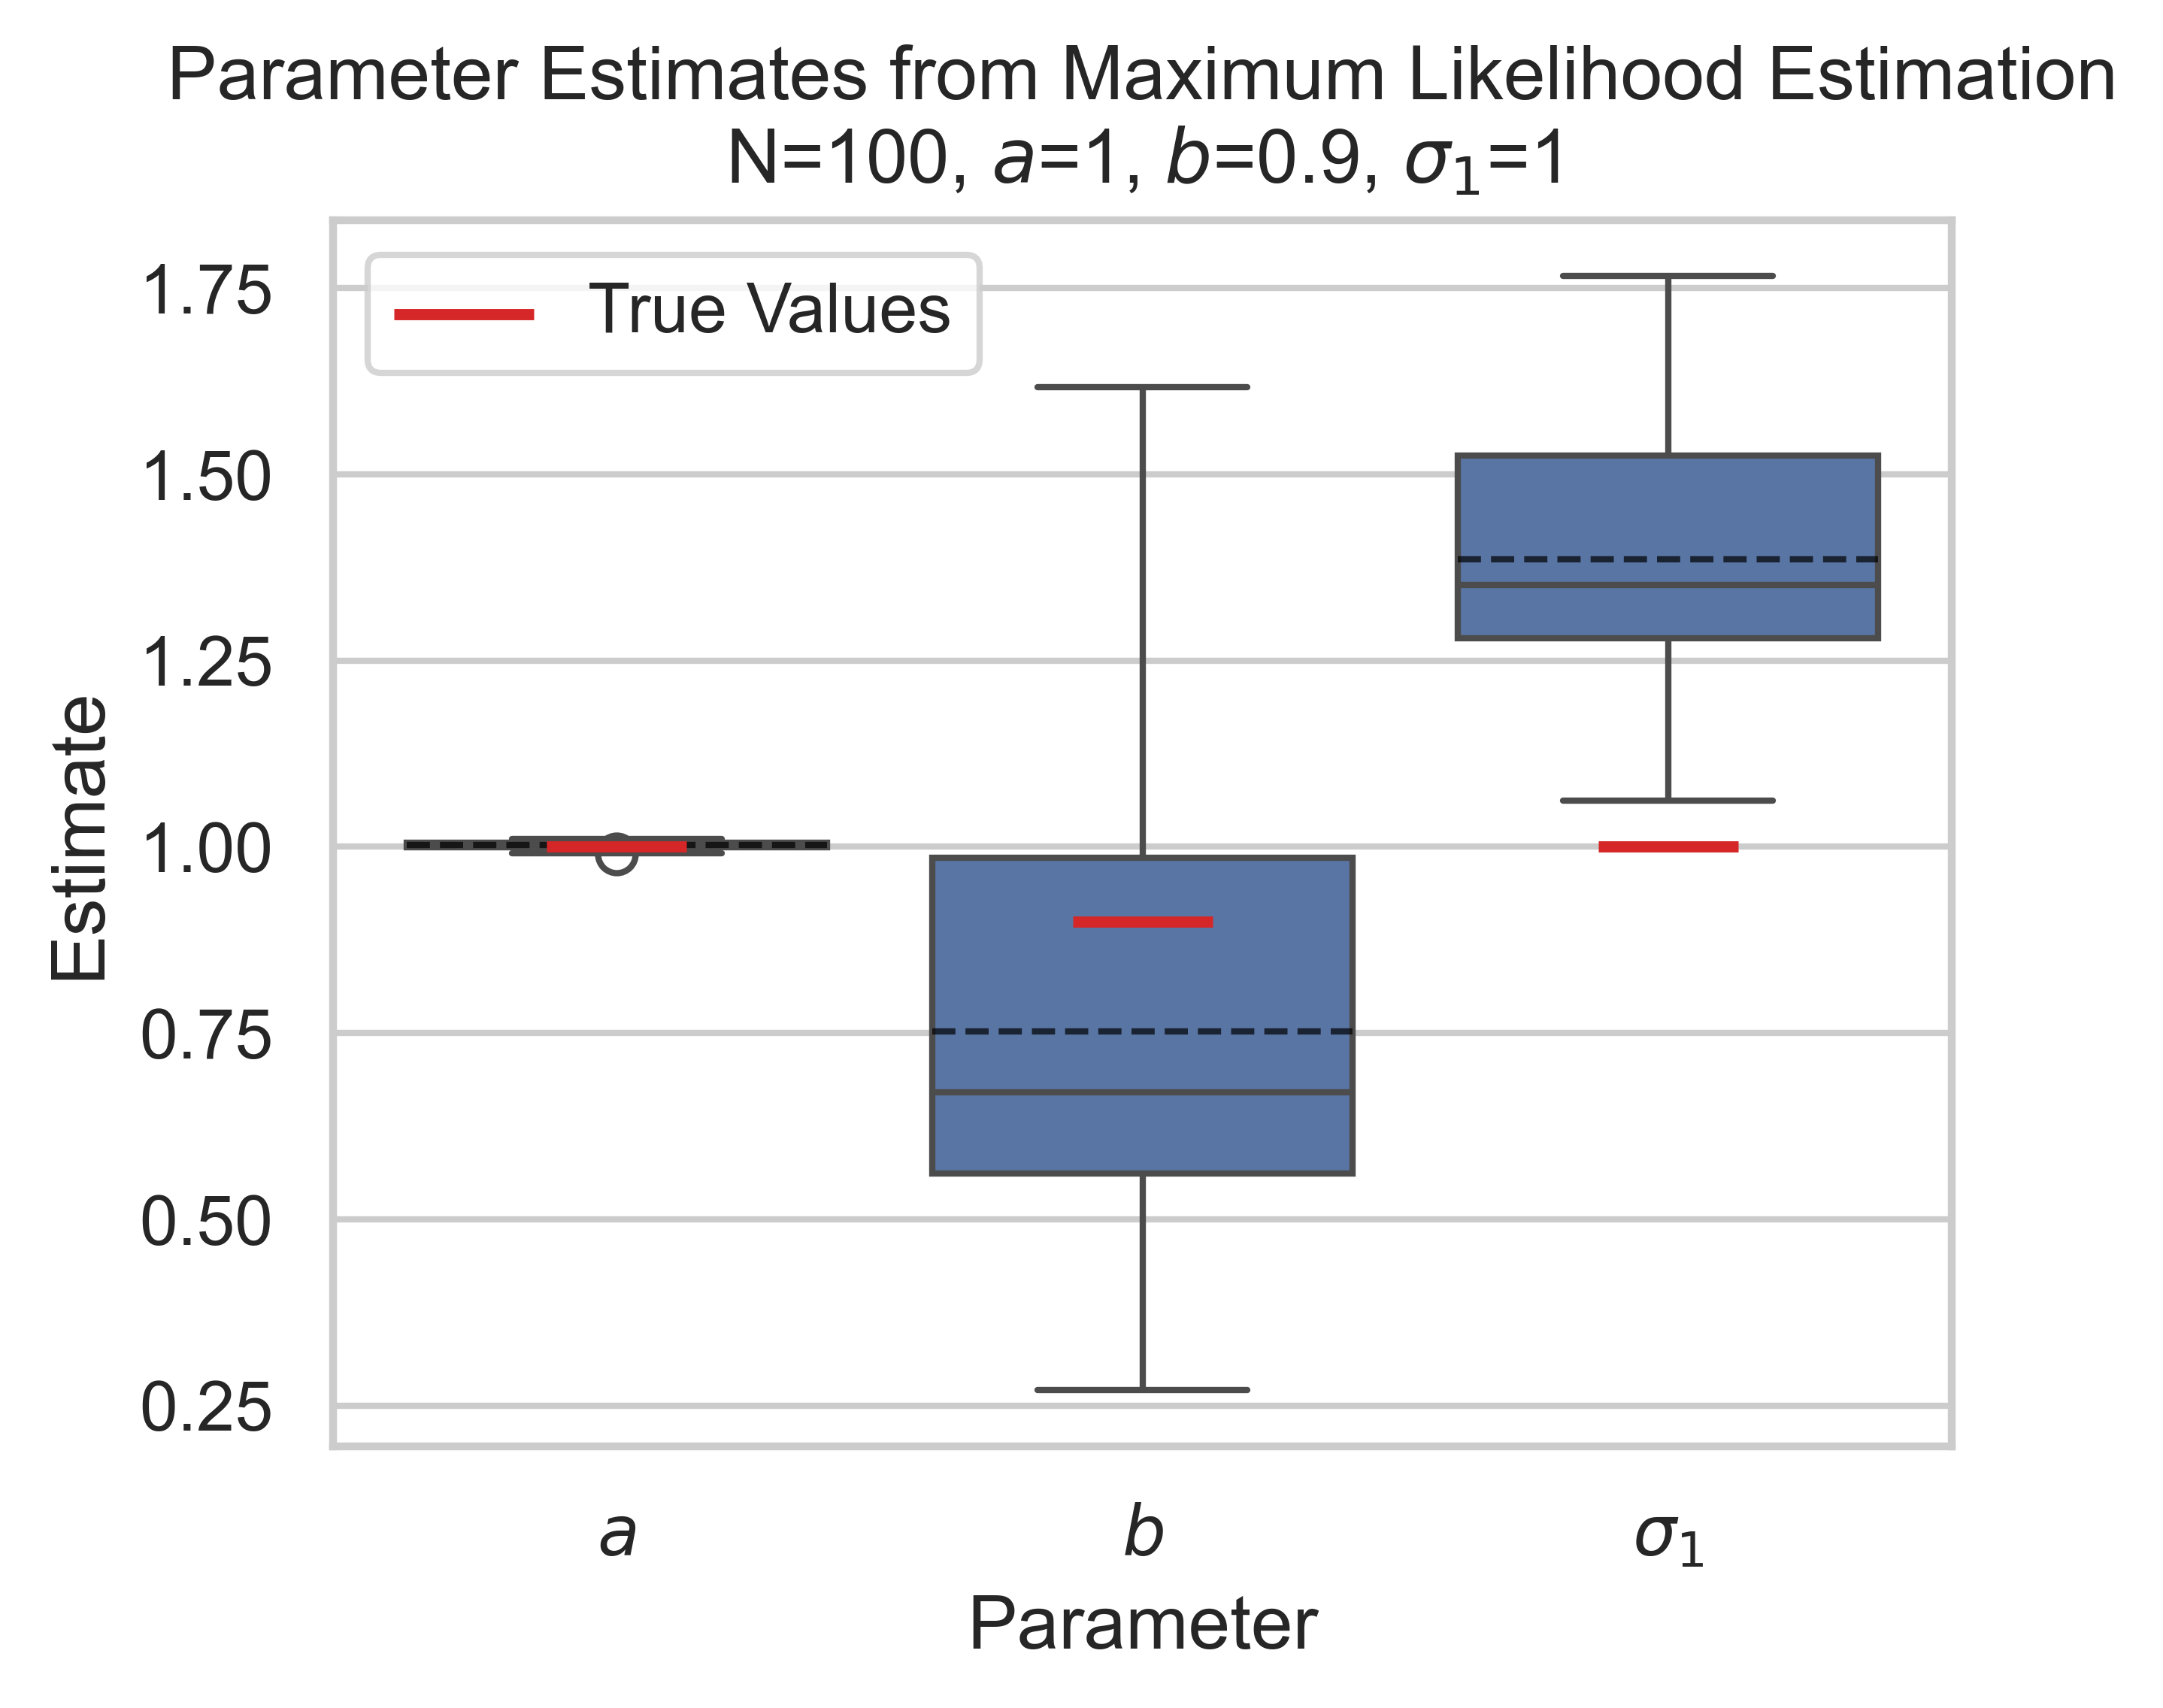 Parameter Estimates from Maximum Likelihood Estimation
N=100, a=1, b=0.9, σ₁=1
True Values
1.75
1.50
1.25
1.00
0.75
0.50
0.25
Estimate
a
b
σ₁
Parameter